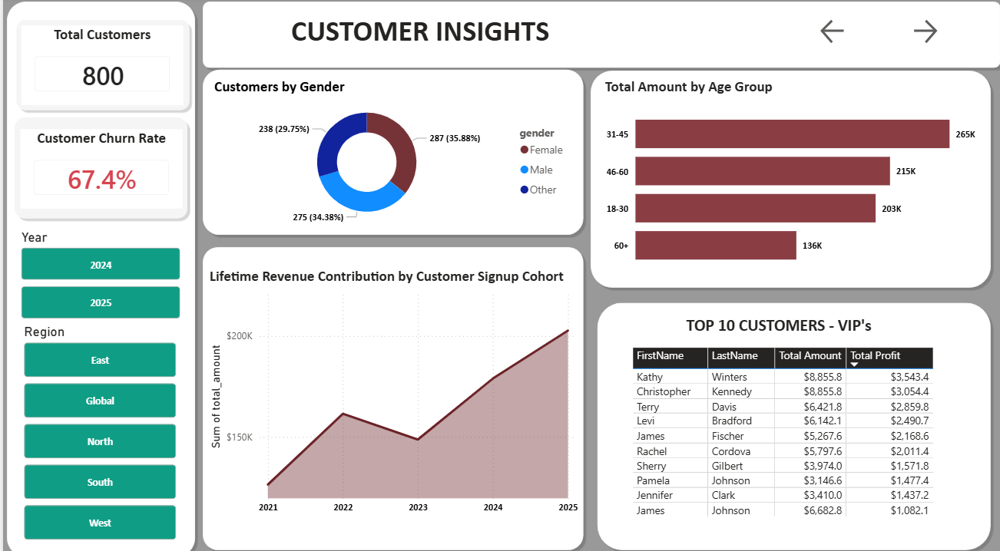 Total Customers
800
Customer Churn Rate
67.4%
Year
2024
2025
Region
East
Global
North
South
West
CUSTOMER INSIGHTS
Customers by Gender
238 (29.75%)
287 (35.88%)
275 (34.38%)
gender
Female
Male
Other
Total Amount by Age Group
31-45 265K
46-60 215K
18-30 203K
60+ 136K
Lifetime Revenue Contribution by Customer Signup Cohort
Sum of total_amount
$200K
$150K
2021 2022 2023 2024 2025
TOP 10 CUSTOMERS - VIP's
FirstName LastName Total Amount Total Profit
Kathy Winters $8,855.8 $3,543.4
Christopher Kennedy $8,855.8 $3,054.4
Terry Davis $6,421.8 $2,859.8
Levi Bradford $6,142.1 $2,490.7
James Fischer $5,267.6 $2,168.6
Rachel Cordova $5,797.6 $2,011.4
Sherry Gilbert $3,974.0 $1,571.8
Pamela Johnson $3,146.6 $1,477.4
Jennifer Clark $3,410.0 $1,437.2
James Johnson $6,682.8 $1,082.1